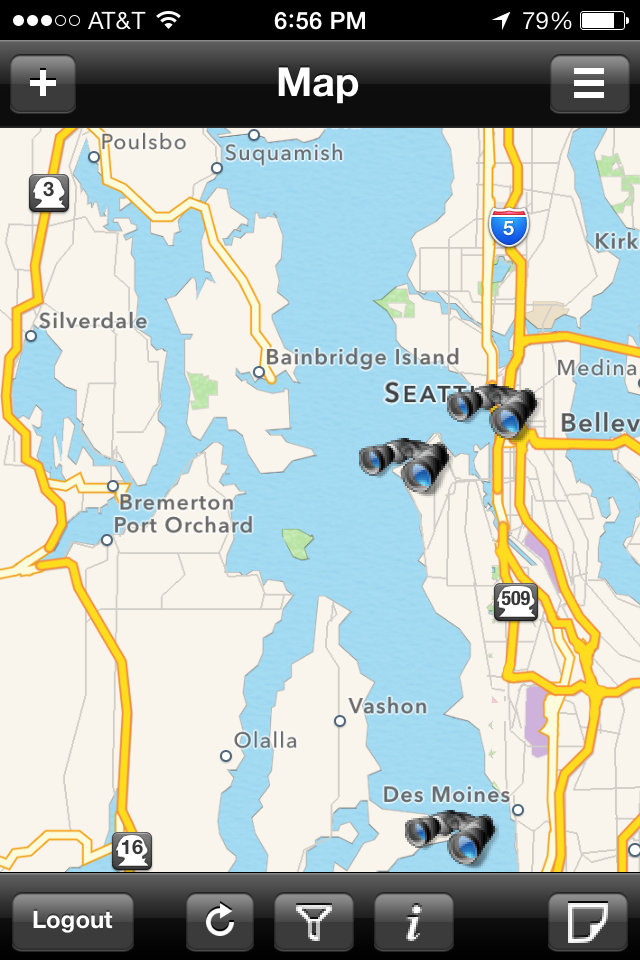 AT&T 6:56 PM 79%
Map
Poulsbo
Suquamish
3
5
Kirk
Silverdale
Bainbridge Island
Medina
SEATT
Bellev
Bremerton
Port Orchard
509
Vashon
Olalla
Des Moines
16
Logout
i